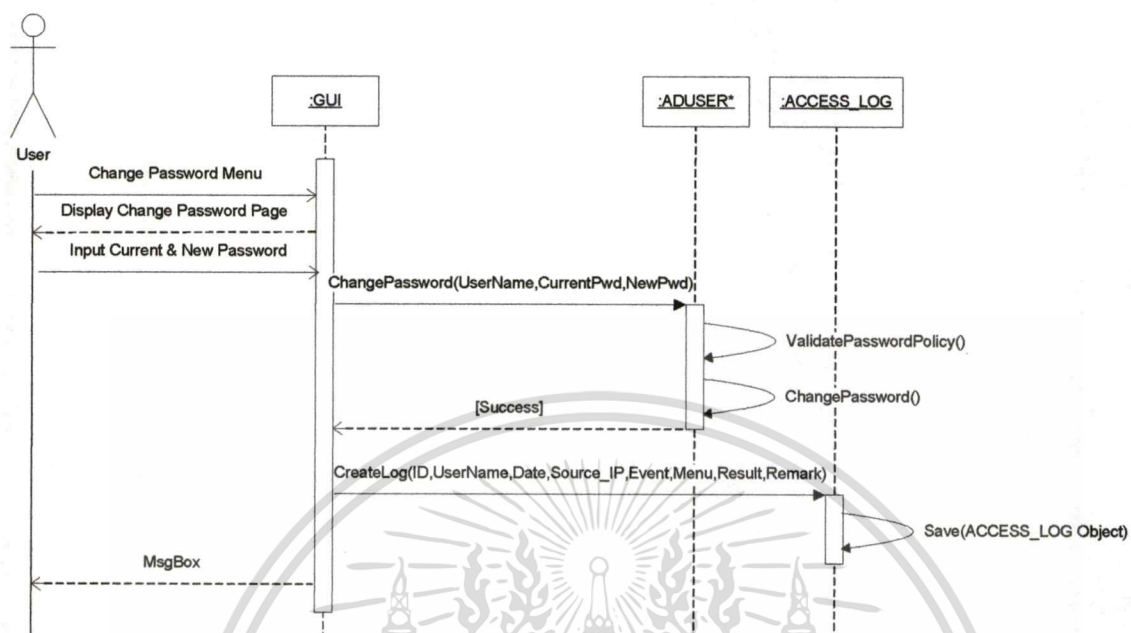 :GUI
:ADUSER*
:ACCESS_LOG
User
Change Password Menu
Display Change Password Page
Input Current & New Password
ChangePassword(UserName,CurrentPwd,NewPwd)
ValidatePasswordPolicy()
ChangePassword()
[Success]
CreateLog(ID,UserName,Date,Source_IP,Event,Menu,Result,Remark)
Save(ACCESS_LOG Object)
MsgBox